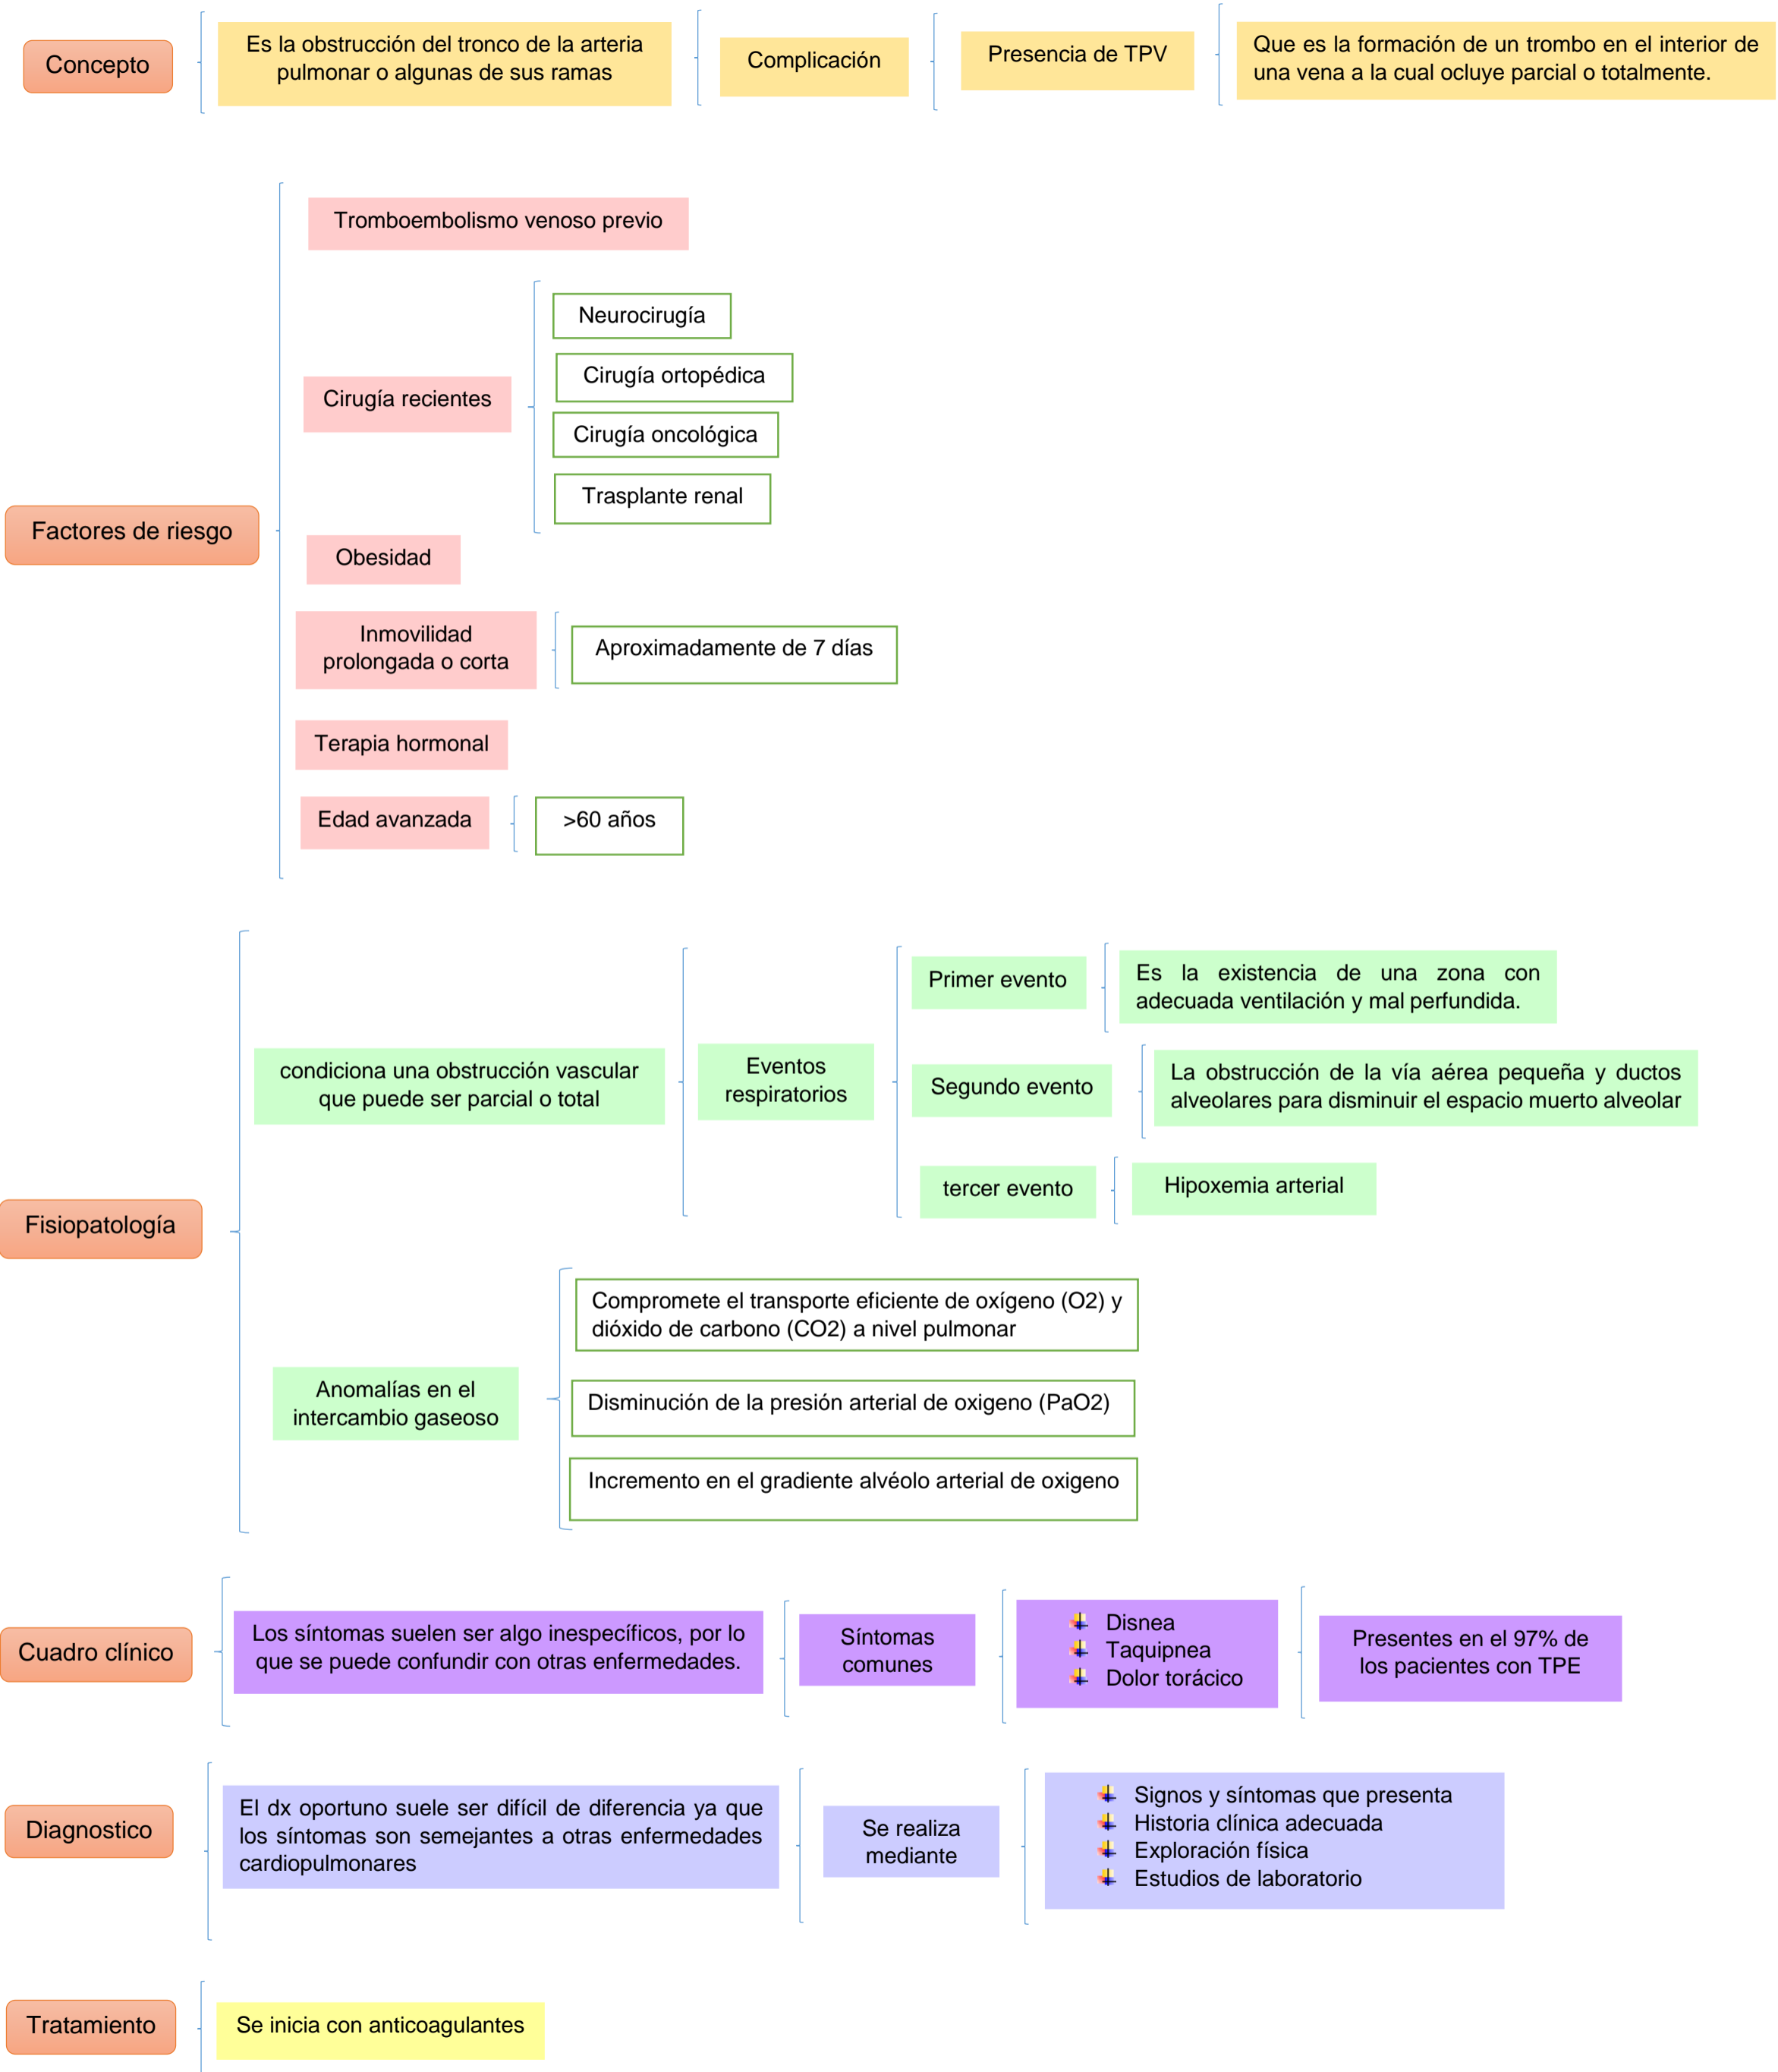 Concepto
Es la obstrucción del tronco de la arteria
pulmonar o algunas de sus ramas
Complicación
Presencia de TPV
Que es la formación de un trombo en el interior de
una vena a la cual ocluye parcial o totalmente.
Factores de riesgo
Tromboembolismo venoso previo
Cirugía recientes
Neurocirugía
Cirugía ortopédica
Cirugía oncológica
Trasplante renal
Obesidad
Inmovilidad
prolongada o corta
Aproximadamente de 7 días
Terapia hormonal
Edad avanzada
>60 años
Fisiopatología
condiciona una obstrucción vascular
que puede ser parcial o total
Eventos
respiratorios
Primer evento
Es la existencia de una zona con
adecuada ventilación y mal perfundida.
Segundo evento
La obstrucción de la vía aérea pequeña y ductos
alveolares para disminuir el espacio muerto alveolar
tercer evento
Hipoxemia arterial
Anomalías en el
intercambio gaseoso
Compromete el transporte eficiente de oxígeno (O2) y
dióxido de carbono (CO2) a nivel pulmonar
Disminución de la presión arterial de oxigeno (PaO2)
Incremento en el gradiente alvéolo arterial de oxigeno
Cuadro clínico
Los síntomas suelen ser algo inespecíficos, por lo
que se puede confundir con otras enfermedades.
Síntomas
comunes
Disnea
Taquipnea
Dolor torácico
Presentes en el 97% de
los pacientes con TPE
Diagnostico
El dx oportuno suele ser difícil de diferencia ya que
los síntomas son semejantes a otras enfermedades
cardiopulmonares
Se realiza
mediante
Signos y síntomas que presenta
Historia clínica adecuada
Exploración física
Estudios de laboratorio
Tratamiento
Se inicia con anticoagulantes